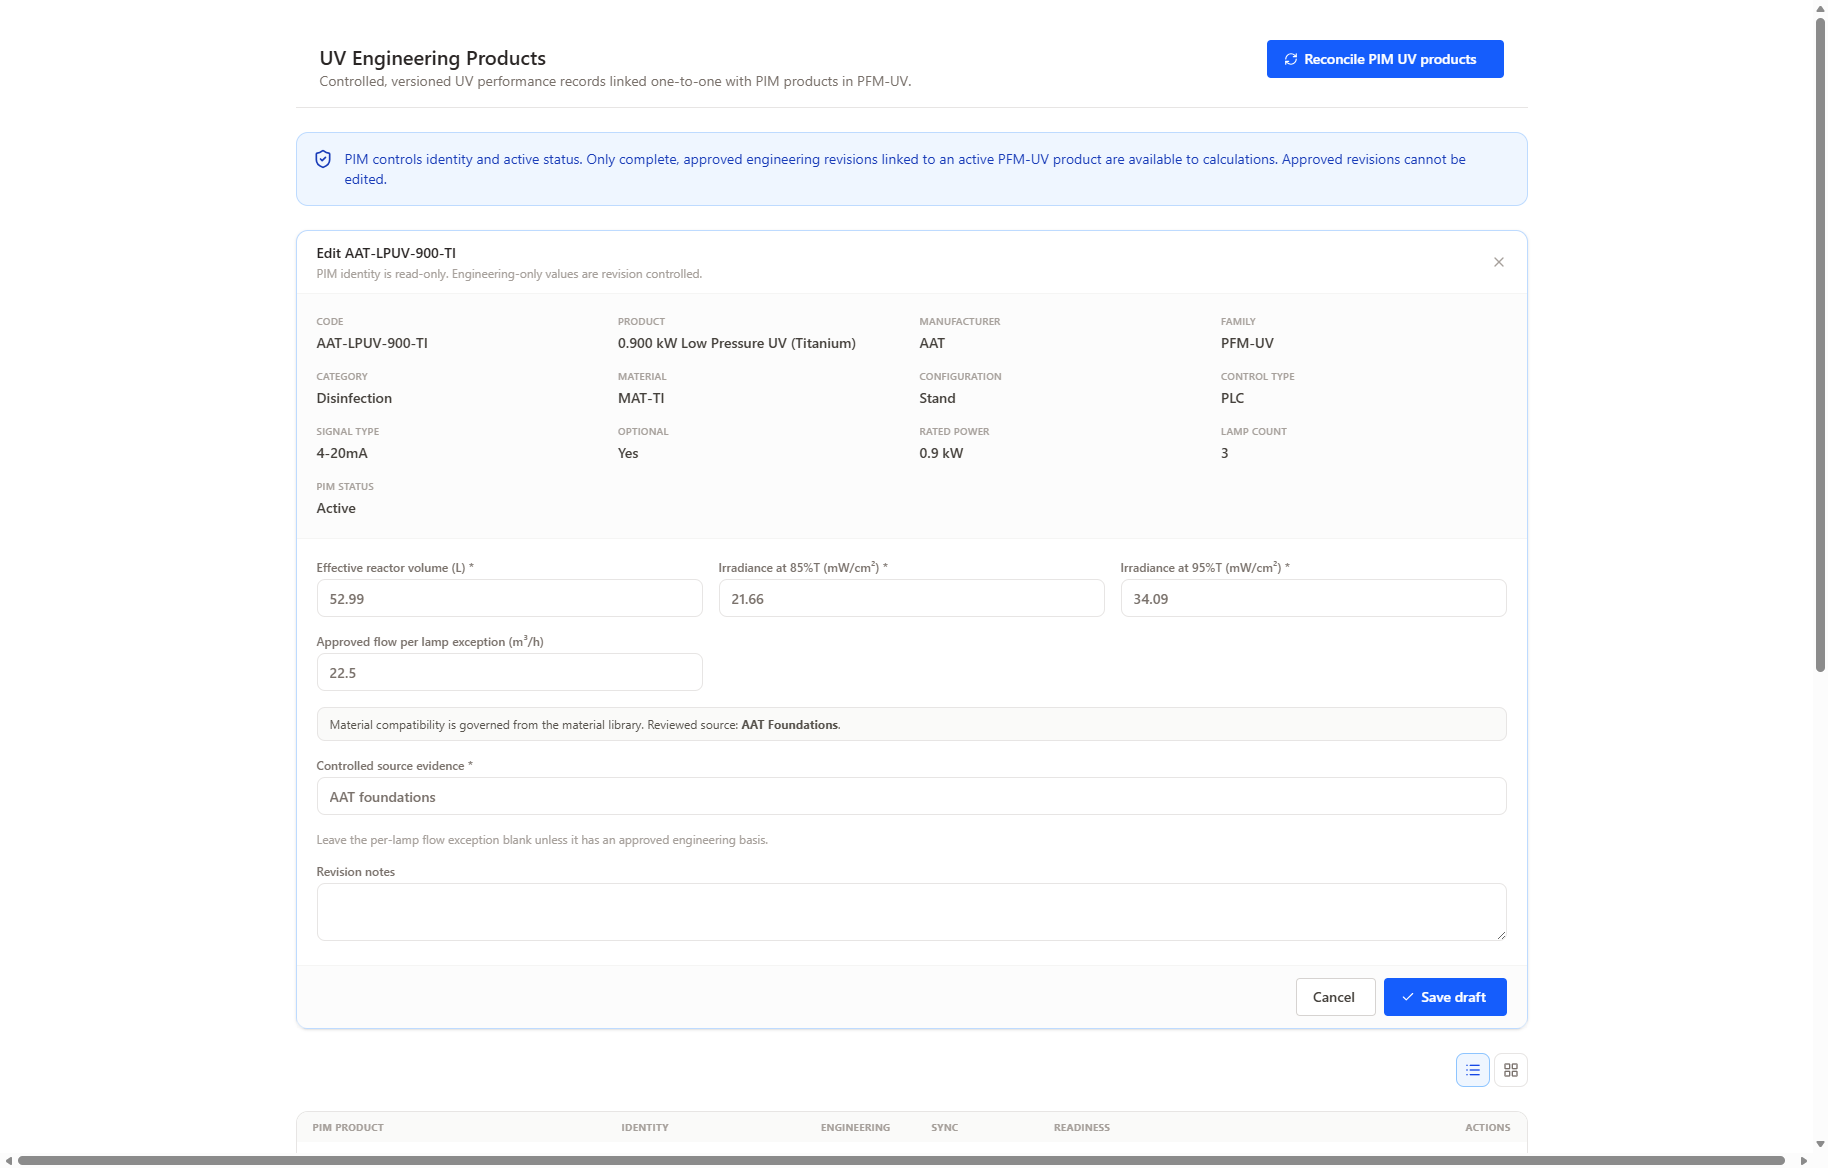 UV Engineering Products
Controlled, versioned UV performance records linked one-to-one with PIM products in PFM-UV.
Reconcile PIM UV products
PIM controls identity and active status. Only complete, approved engineering revisions linked to an active PFM-UV product are available to calculations. Approved revisions cannot be
edited.
Edit AAT-LPUV-900-TI
PIM identity is read-only. Engineering-only values are revision controlled.
CODE
AAT-LPUV-900-TI
PRODUCT
0.900 kW Low Pressure UV (Titanium)
MANUFACTURER
AAT
FAMILY
PFM-UV
CATEGORY
Disinfection
MATERIAL
MAT-TI
CONFIGURATION
Stand
CONTROL TYPE
PLC
SIGNAL TYPE
4-20mA
OPTIONAL
Yes
RATED POWER
0.9 kW
LAMP COUNT
3
PIM STATUS
Active
Effective reactor volume (L) *
52.99
Irradiance at 85%T (mW/cm²) *
21.66
Irradiance at 95%T (mW/cm²) *
34.09
Approved flow per lamp exception (m³/h)
22.5
Material compatibility is governed from the material library. Reviewed source: AAT Foundations.
Controlled source evidence *
AAT foundations
Leave the per-lamp flow exception blank unless it has an approved engineering basis.
Revision notes
Cancel
Save draft
PIM PRODUCT
IDENTITY
ENGINEERING
SYNC
READINESS
ACTIONS